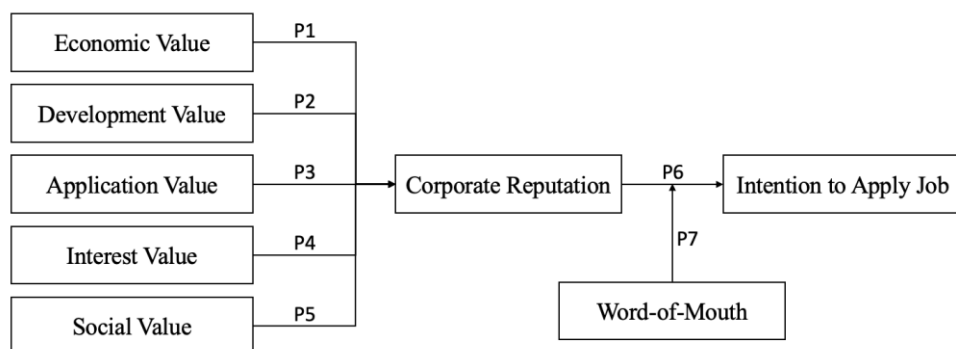 Economic Value
P1
Development Value
P2
Application Value
P3
Corporate Reputation
P6
Intention to Apply Job
Interest Value
P4
P7
Social Value
P5
Word-of-Mouth